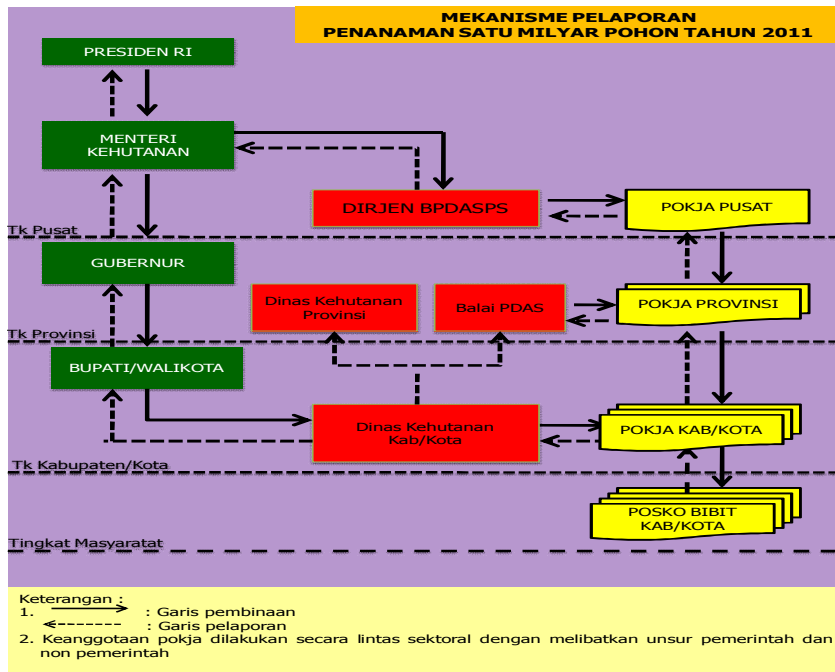 MEKANISME PELAPORAN
PENANAMAN SATU MILYAR POHON TAHUN 2011
PRESIDEN RI
MENTERI
KEHUTANAN
DIRJEN BPDASPS
POKJA PUSAT
Tk Pusat
GUBERNUR
Dinas Kehutanan
Provinsi
Balai PDAS
POKJA PROVINSI
Tk Provinsi
BUPATI/WALIKOTA
Dinas Kehutanan
Kab/Kota
POKJA KAB/KOTA
Tk Kabupaten/Kota
POSKO BIBIT
KAB/KOTA
Tingkat Masyaratat
Keterangan :
1. : Garis pembinaan
: Garis pelaporan
2. Keanggotaan pokja dilakukan secara lintas sektoral dengan melibatkan unsur pemerintah dan
non pemerintah